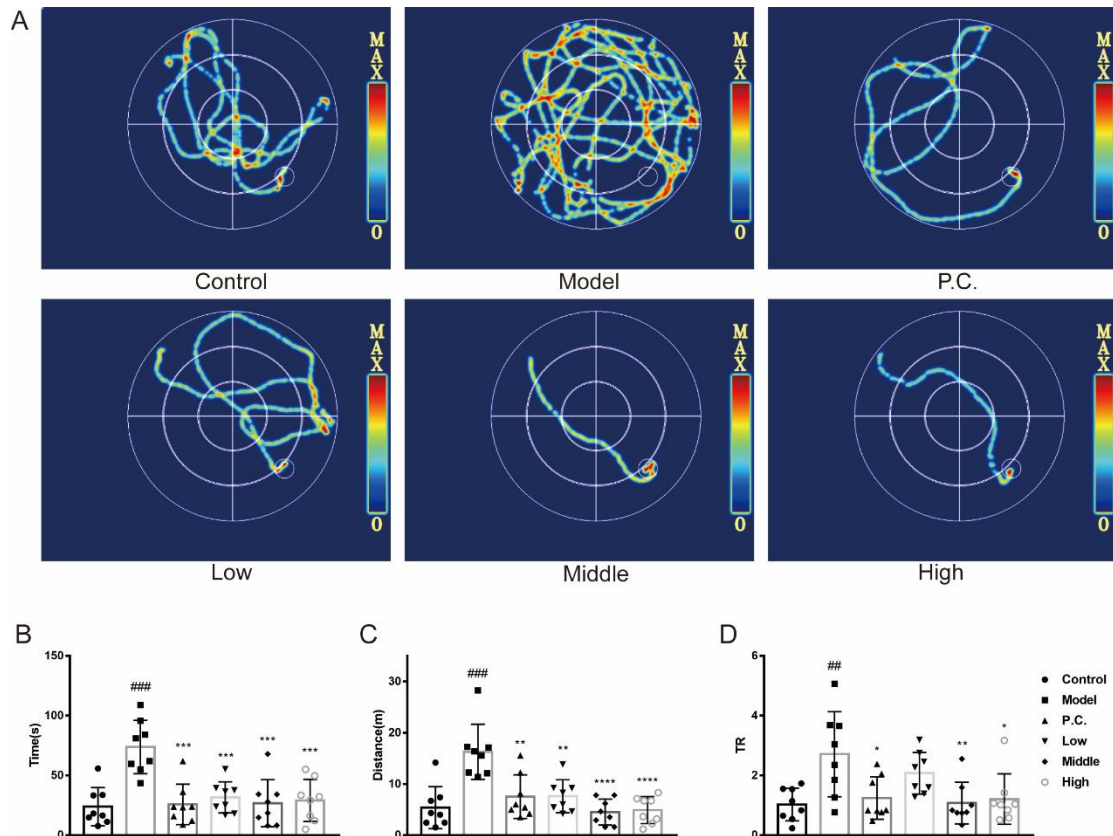 A
MAX
0
Control
MAX
0
Model
MAX
0
P.C.
MAX
0
Low
MAX
0
Middle
MAX
0
High
B
Time(s)
150
100
50
0
###
***
***
***
***
C
Distance(m)
30
20
10
0
###
**
**
****
****
D
TR
6
4
2
0
##
*
**
*
Control
Model
P.C.
Low
Middle
High